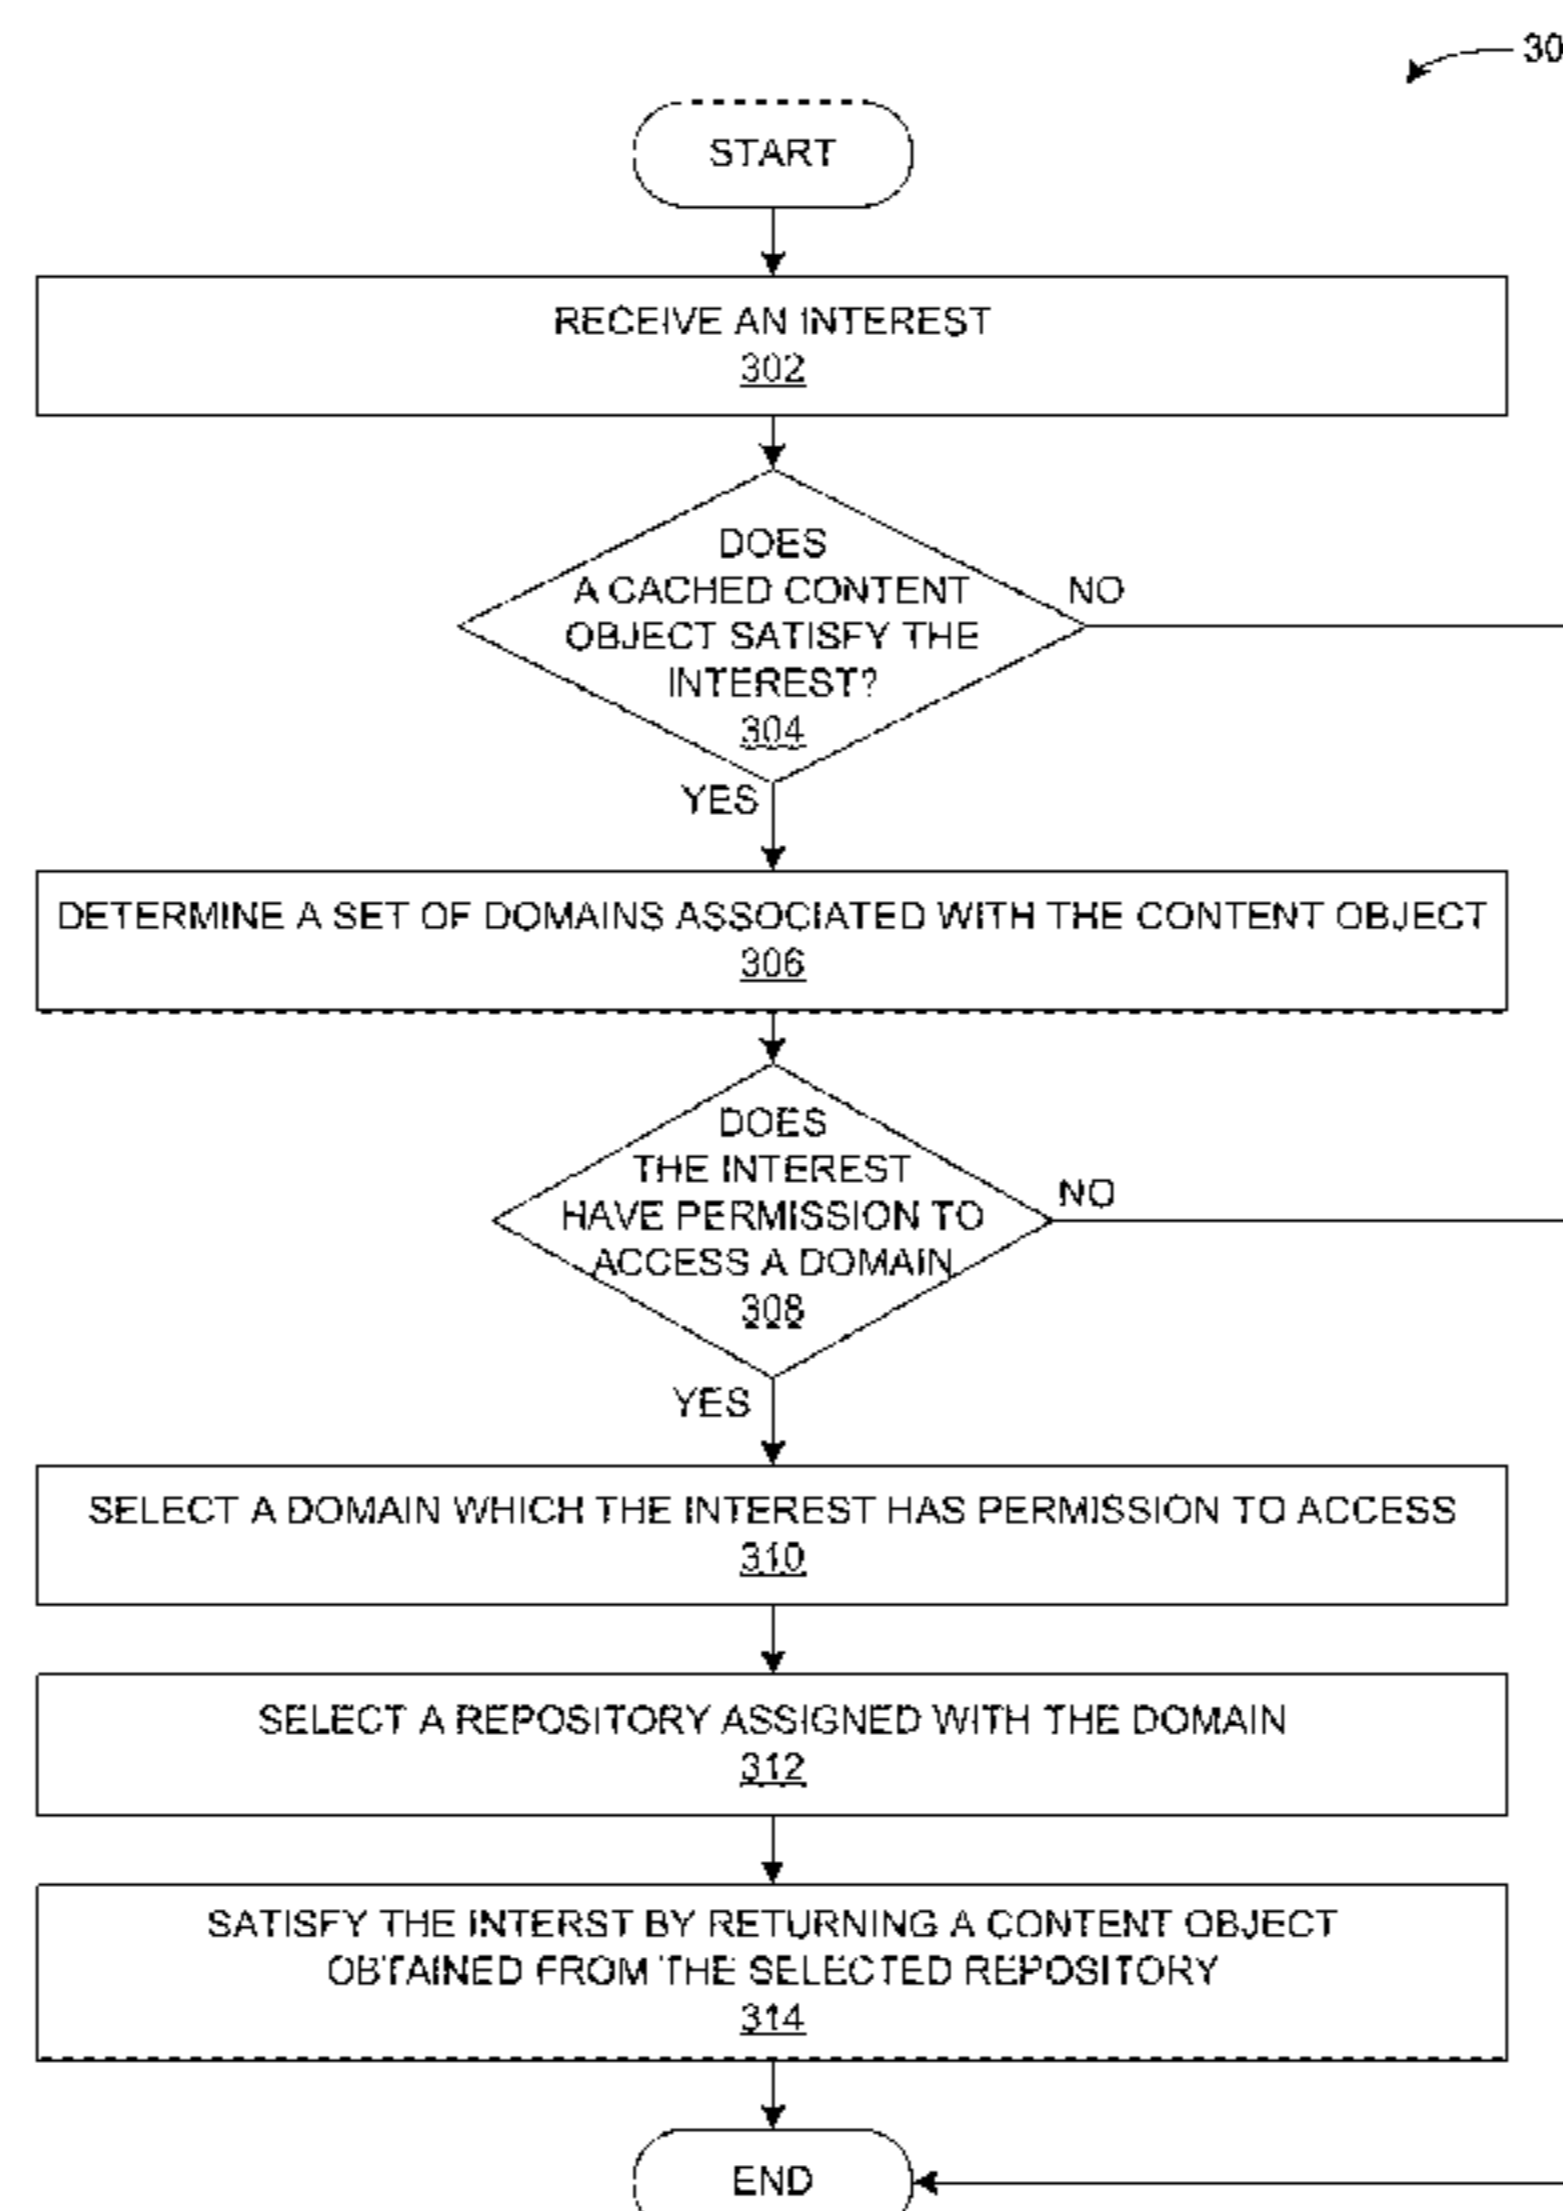 30
START
RECEIVE AN INTEREST
302
DOES
A CACHED CONTENT
OBJECT SATISFY THE
INTEREST?
304
NO
YES
DETERMINE A SET OF DOMAINS ASSOCIATED WITH THE CONTENT OBJECT
306
DOES
THE INTEREST
HAVE PERMISSION TO
ACCESS A DOMAIN
308
NO
YES
SELECT A DOMAIN WHICH THE INTEREST HAS PERMISSION TO ACCESS
310
SELECT A REPOSITORY ASSIGNED WITH THE DOMAIN
312
SATISFY THE INTERST BY RETURNING A CONTENT OBJECT
OBTAINED FROM THE SELECTED REPOSITORY
314
END